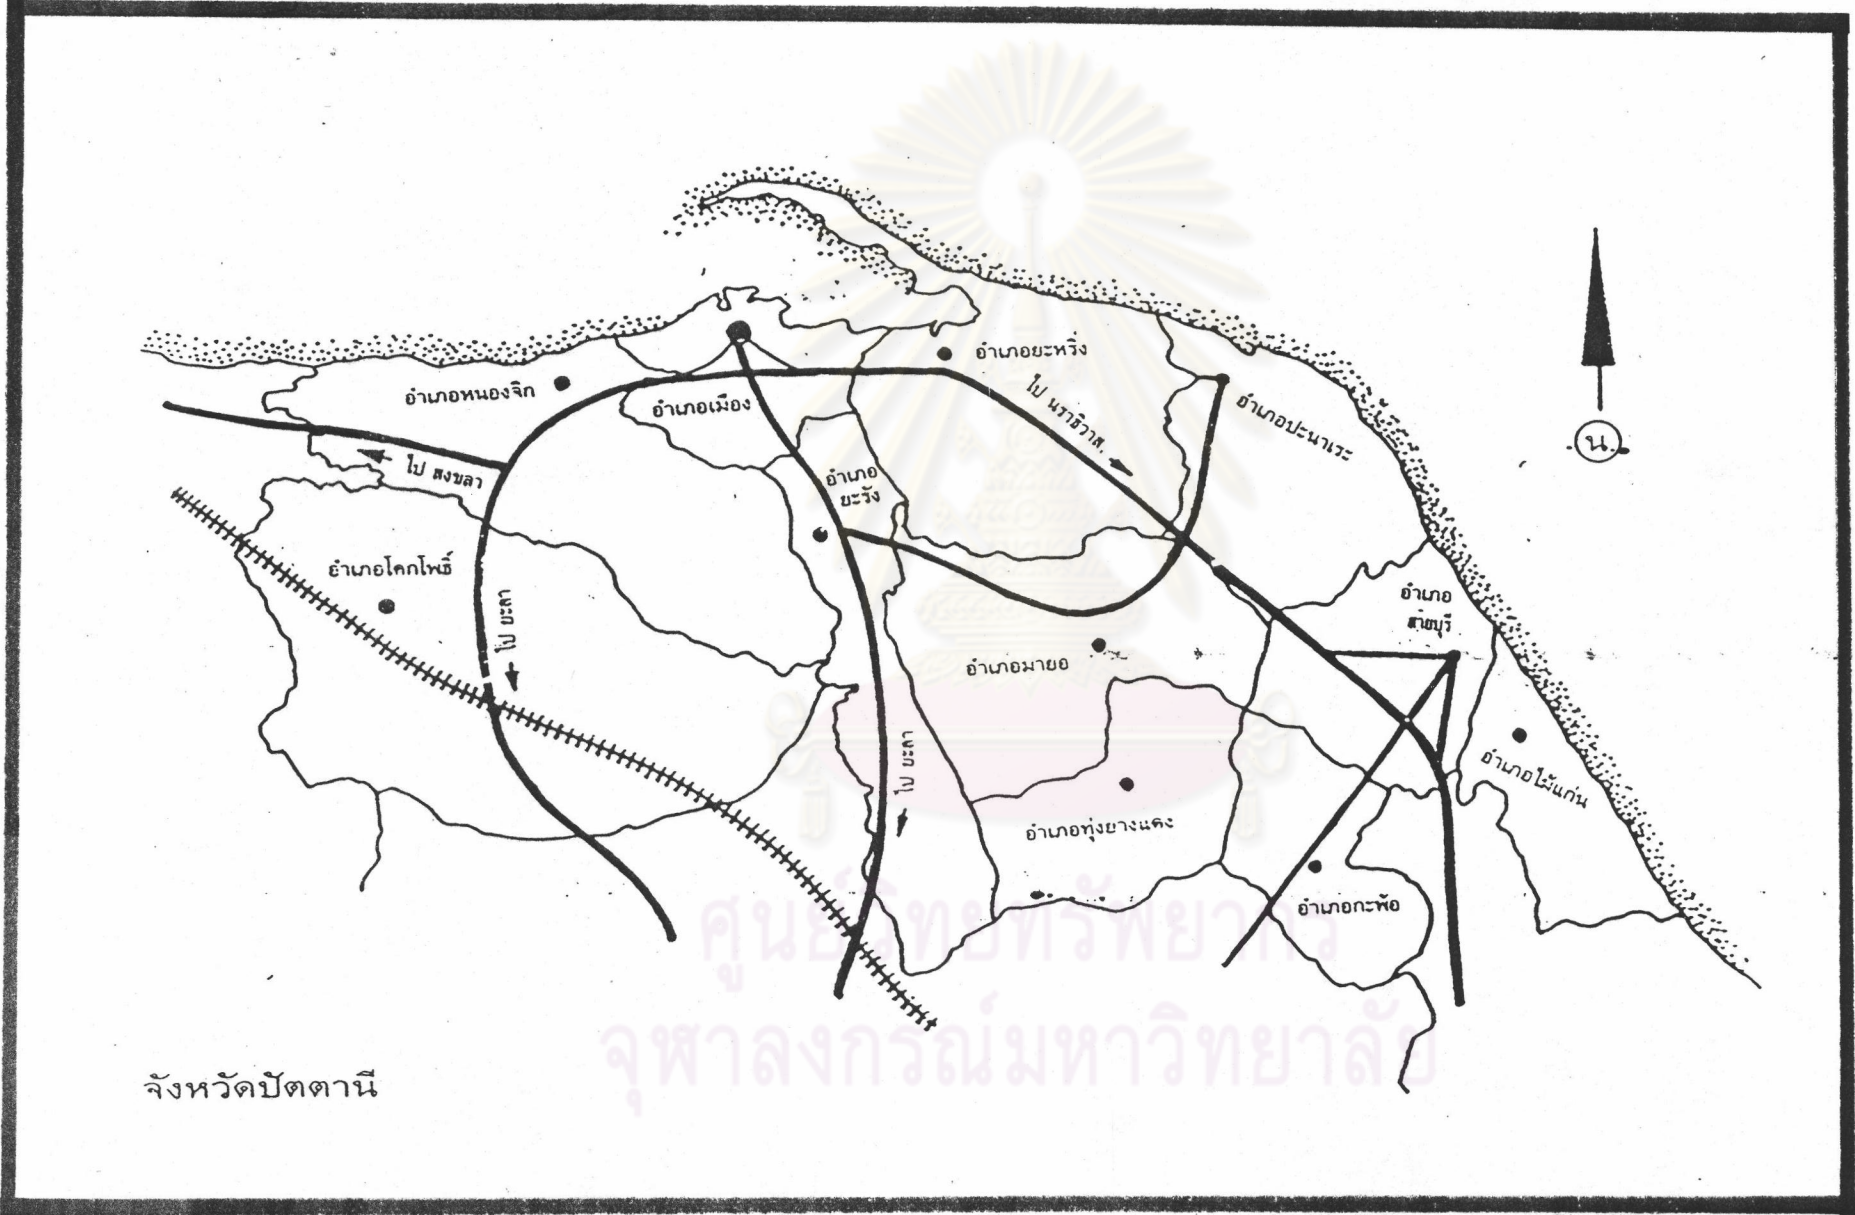 อำเภอยะหริ่ง
อำเภอหนองจิก
อำเภอเมือง
ไป นราธิวาส.
อำเภอปะนาเระ
น.
ไป สงขลา
อำเภอ
ยะรัง
อำเภอโคกโพธิ์
ไป ยะลา
อำเภอ
สายบุรี
อำเภอมายอ
ไป ยะลา
อำเภอไม้แก่น
อำเภอทุ่งยางแดง
อำเภอกะพ้อ
ศูนย์วิทยทรัพยากร
จุฬาลงกรณ์มหาวิทยาลัย
จังหวัดปัตตานี